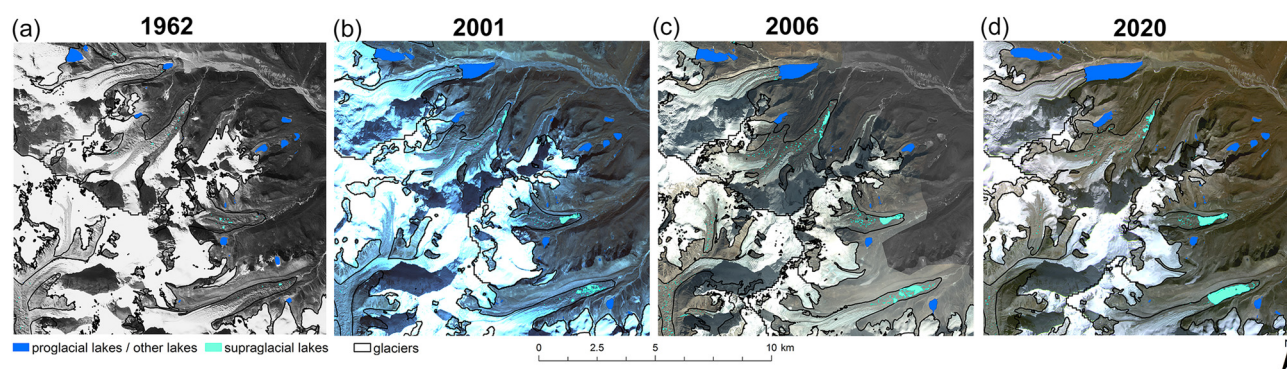 (a) 1962 (b) 2001 (c) 2006 (d) 2020
proglacial lakes / other lakes supraglacial lakes glaciers
0 2.5 5 10 km